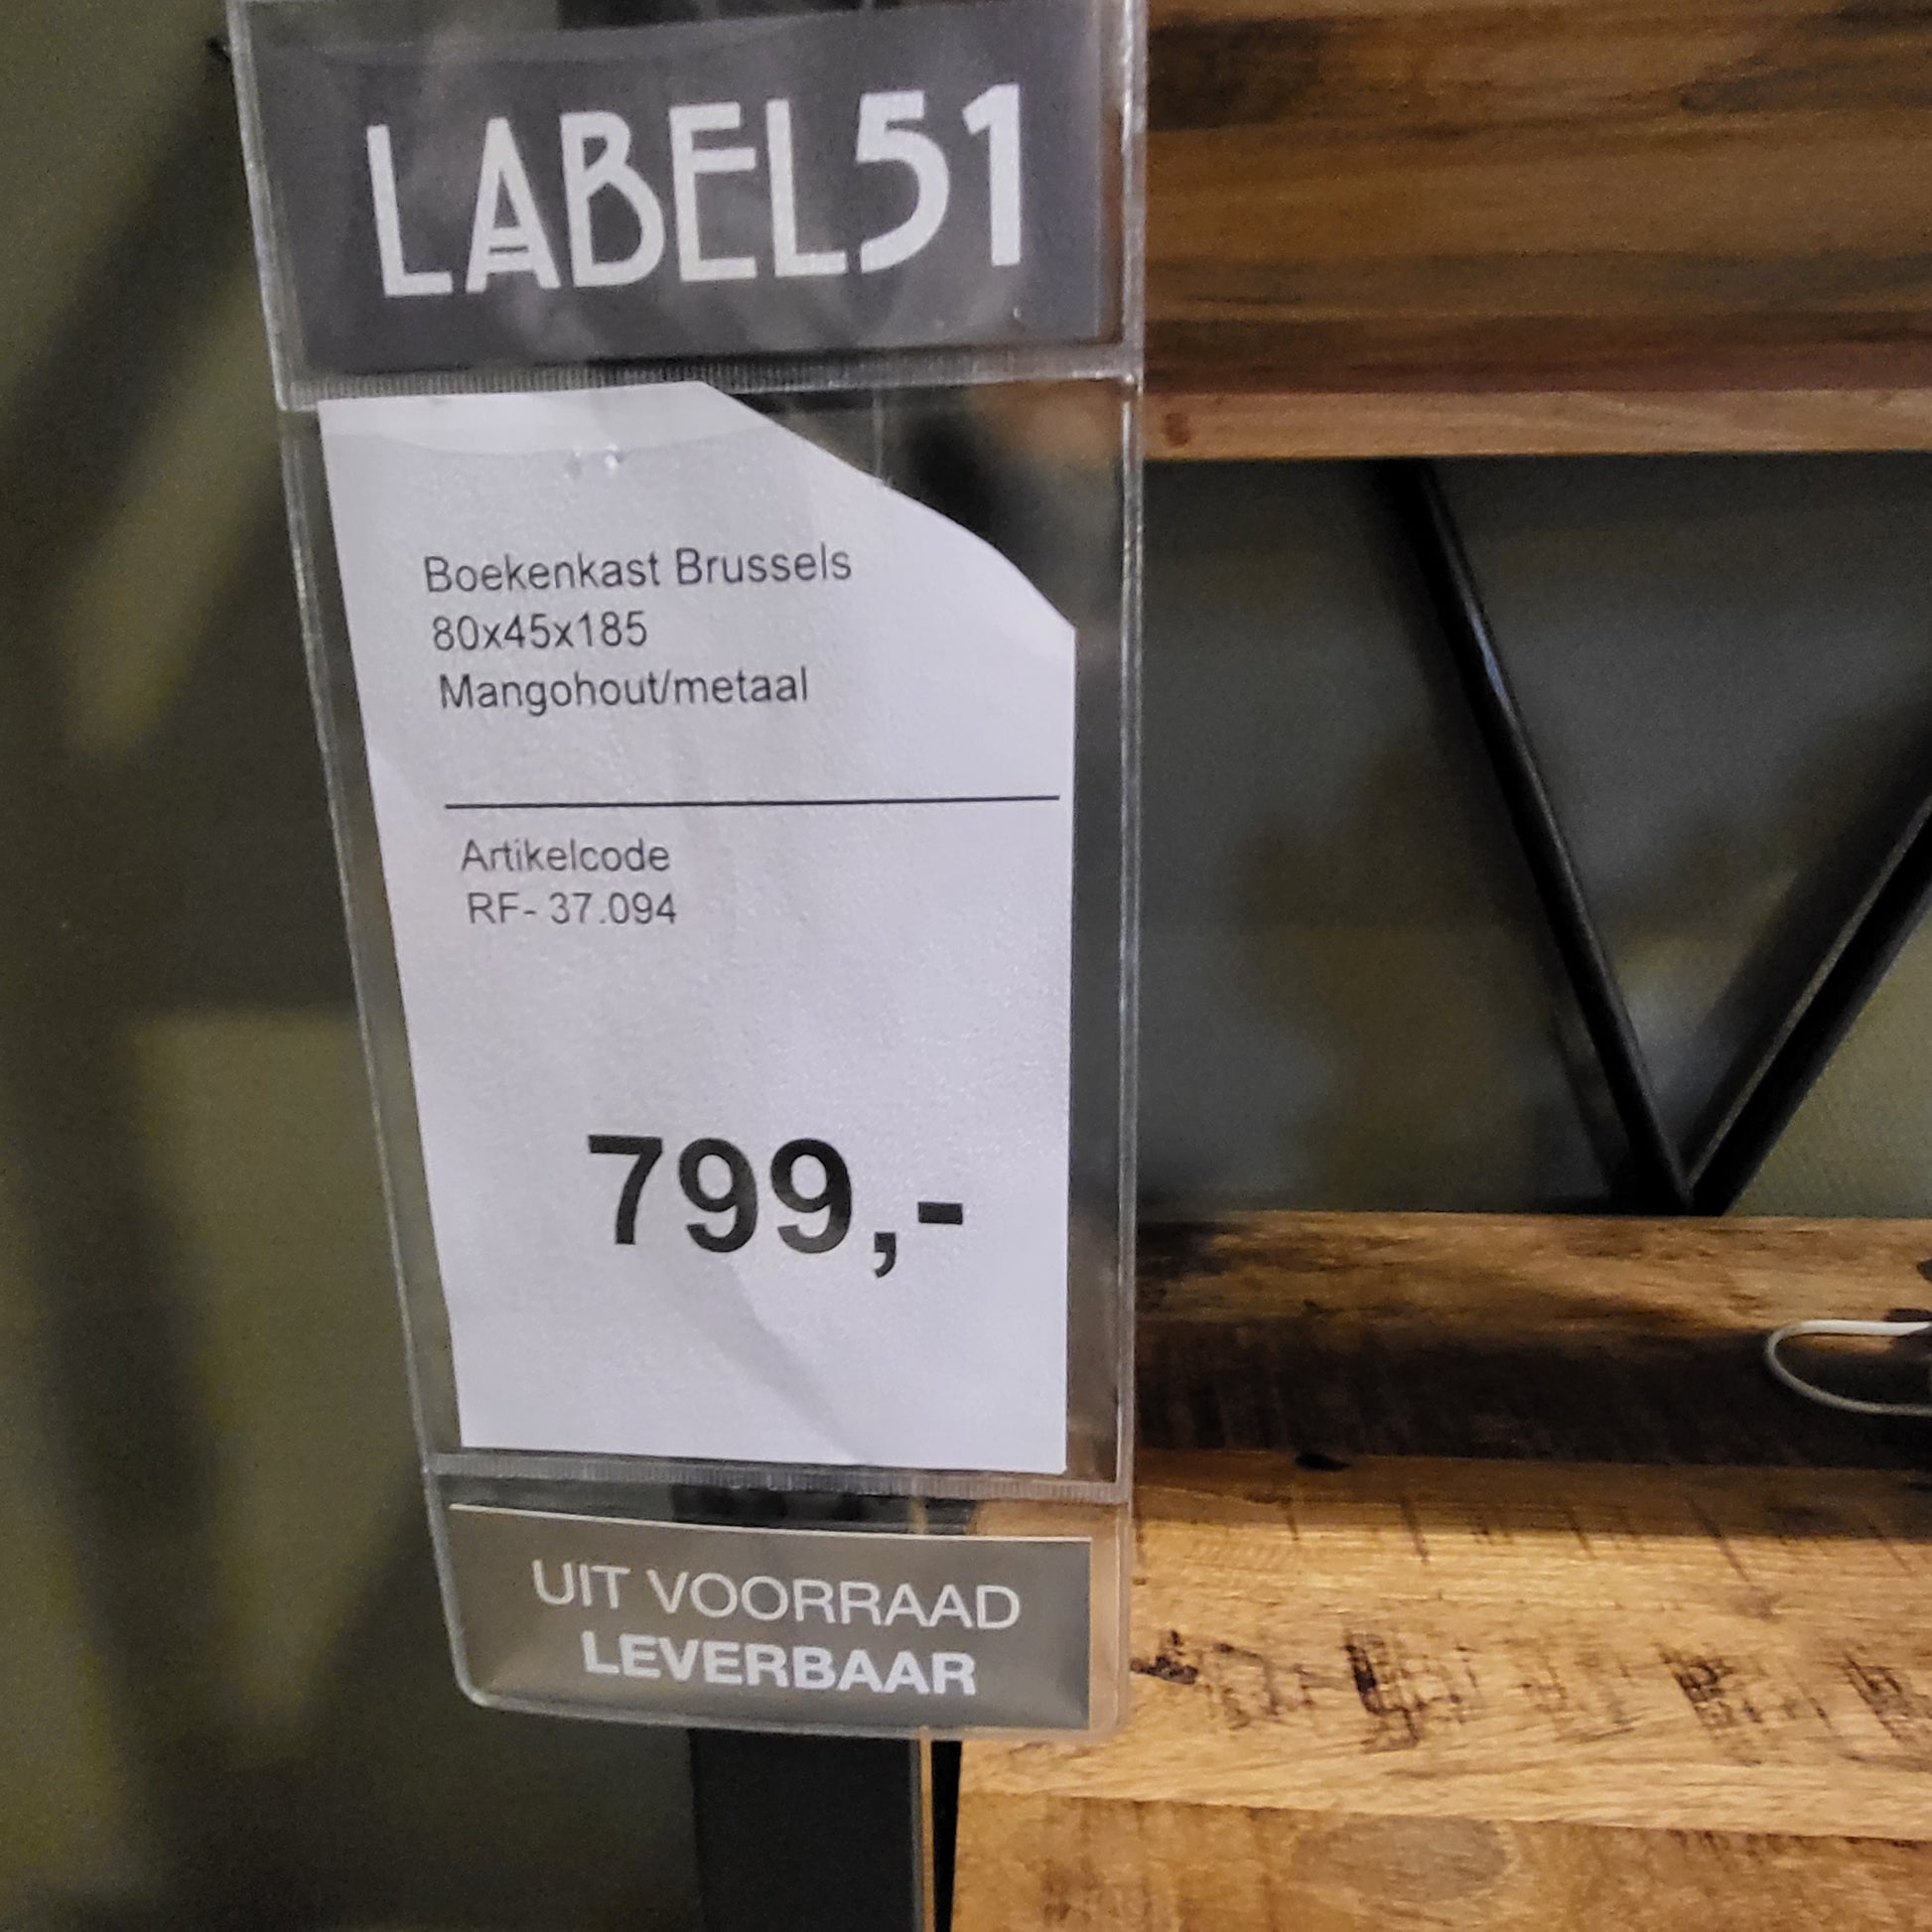 LABEL51
Boekenkast Brussels
80x45x185
Mangohout/metaal
Artikelcode
RF- 37.094
799,-
UIT VOORRAAD
LEVERBAAR